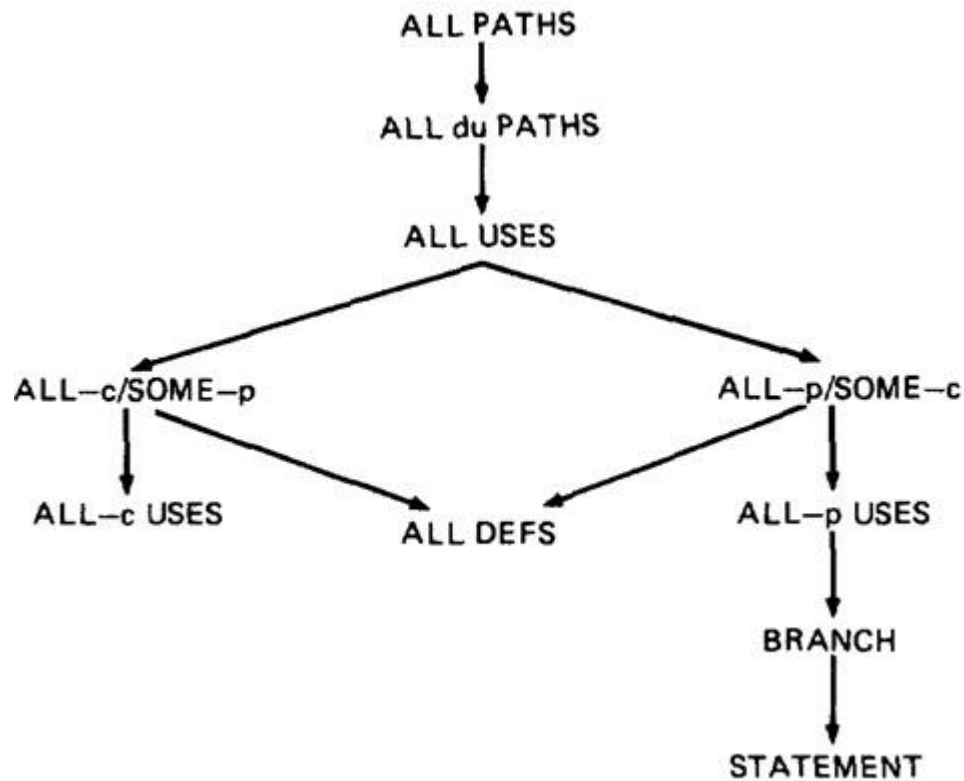 ALL PATHS
ALL du PATHS
ALL USES
ALL–c/SOME–p
ALL–p/SOME–c
ALL–c USES
ALL DEFS
ALL–p USES
BRANCH
STATEMENT